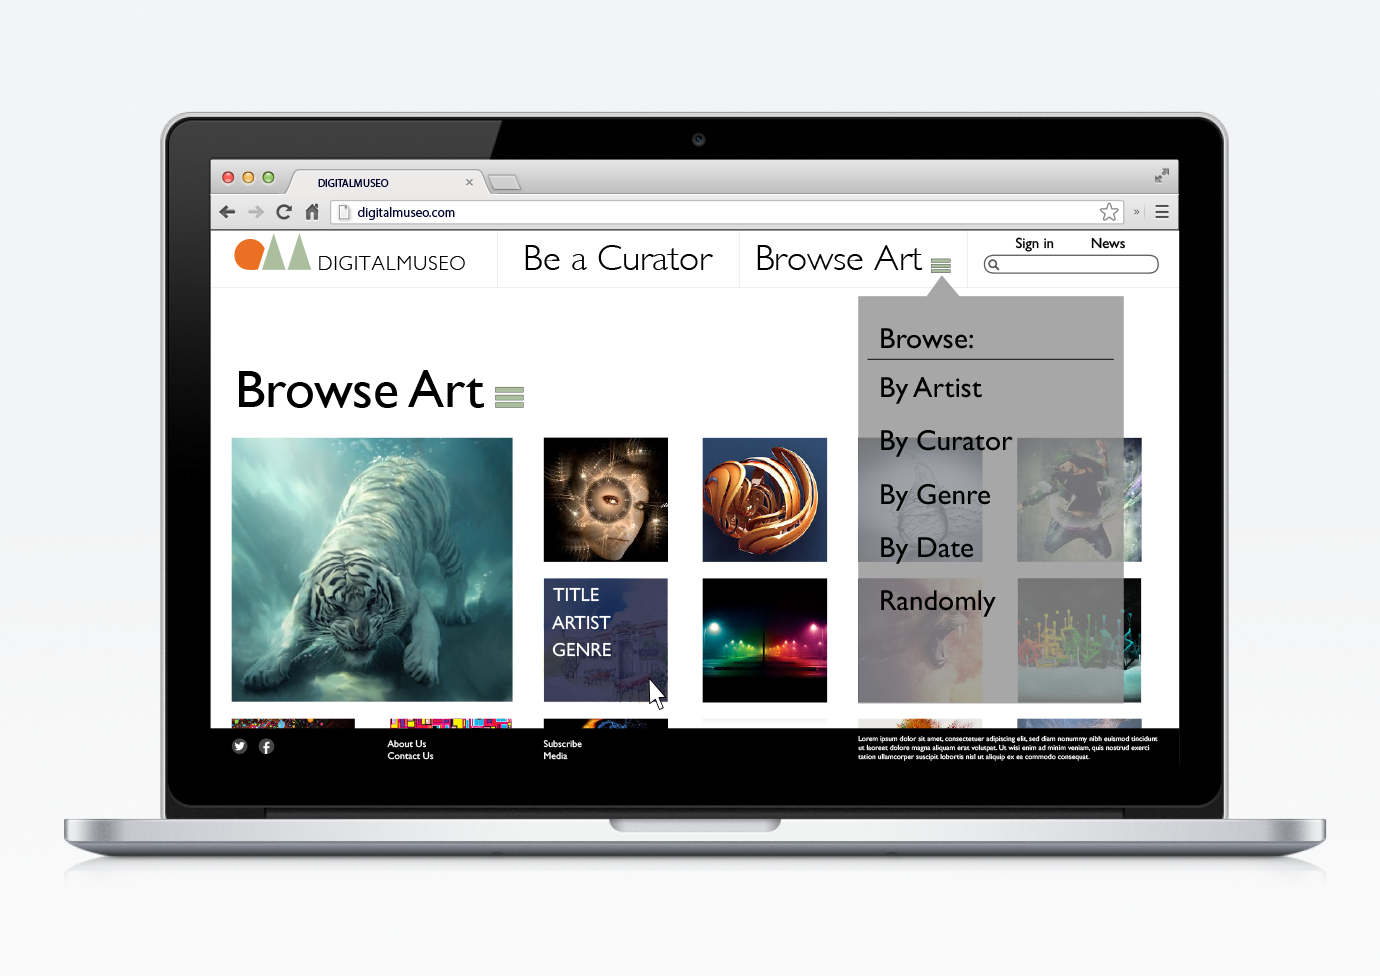 DIGITALMUSEO
digitalmuseo.com
DIGITALMUSEO
Be a Curator
Browse Art
Sign in
News
Browse:
By Artist
By Curator
By Genre
By Date
Randomly
Browse Art
TITLE
ARTIST
GENRE
About Us
Contact Us
Subscribe
Media
Lorem ipsum dolor sit amet, consectetuer adipiscing elit, sed diam nonummy nibh euismod tincidunt
ut laoreet dolore magna aliquam erat volutpat. Ut wisi enim ad minim veniam, quis nostrud exerci
tation ullamcorper suscipit lobortis nisl ut aliquip ex ea commodo consequat.